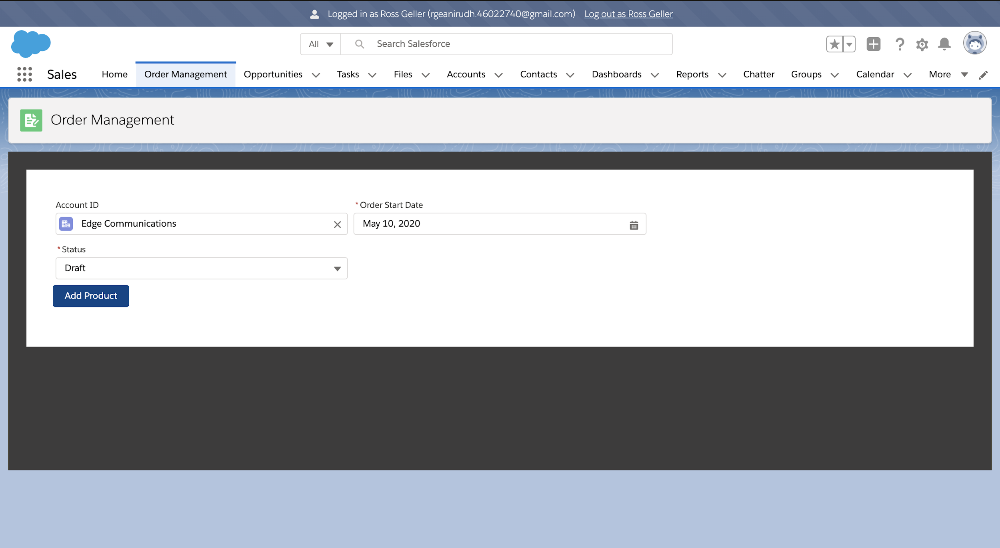 Logged in as Ross Geller (rgeanirudh.46022740@gmail.com) Log out as Ross Geller
All Search Salesforce
Sales Home Order Management Opportunities Tasks Files Accounts Contacts Dashboards Reports Chatter Groups Calendar More
Order Management
Account ID *Order Start Date
Edge Communications May 10, 2020
*Status
Draft
Add Product